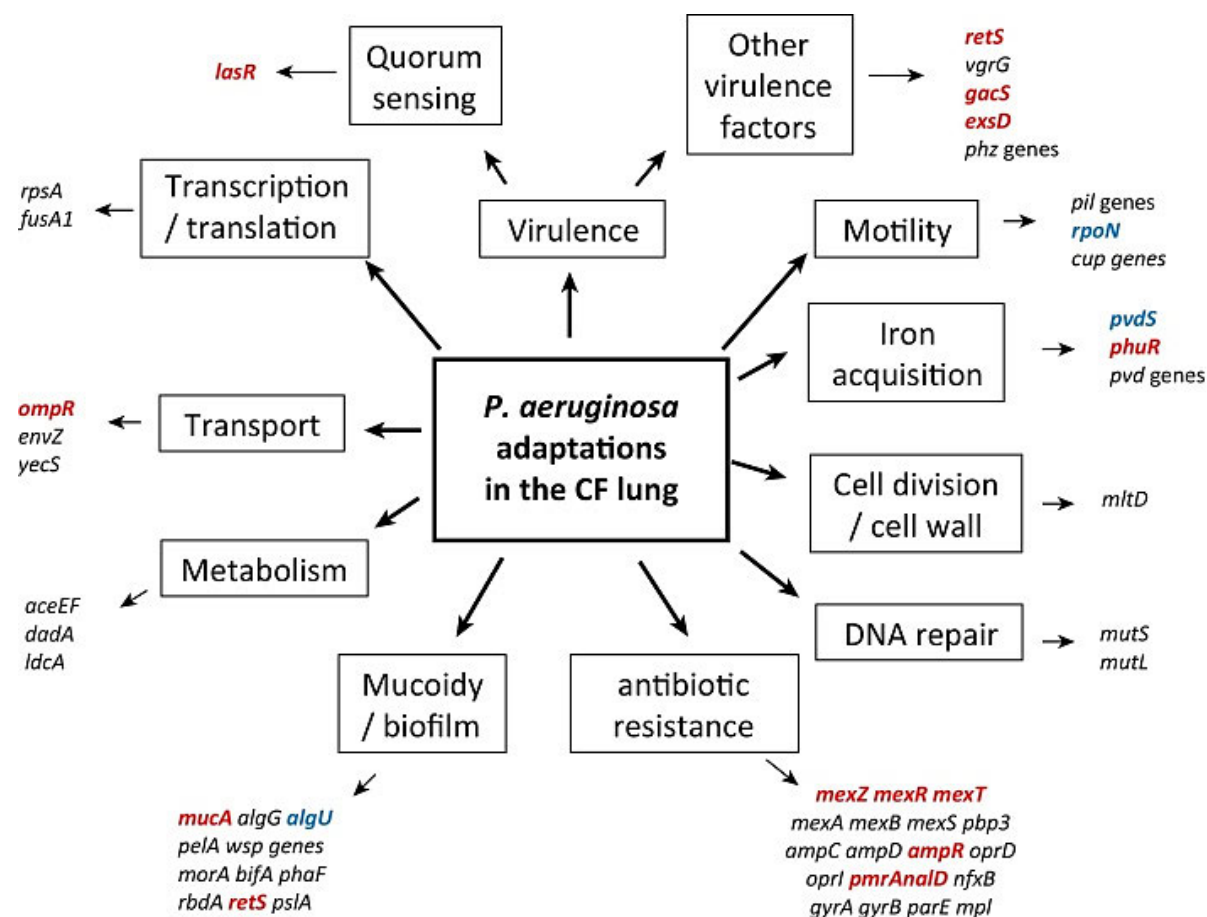 lasR
Quorum
sensing
Other
virulence
factors
retS
vgrG
gacS
exsD
phz genes
rpsA
fusA1
Transcription
/ translation
Virulence
Motility
pil genes
rpoN
cup genes
Iron
acquisition
pvdS
phuR
pvd genes
P. aeruginosa
adaptations
in the CF lung
ompR
envZ
yecS
Transport
Cell division
/ cell wall
mltD
Metabolism
aceEF
dadA
ldcA
DNA repair
mutS
mutL
Mucoidy
/ biofilm
antibiotic
resistance
mucA algG algU
pelA wsp genes
morA bifA phaF
rbdA retS pslA
mexZ mexR mexT
mexA mexB mexS pbp3
ampC ampD ampR oprD
oprI pmrAnalD nfxB
gyrA gyrB parE mpl